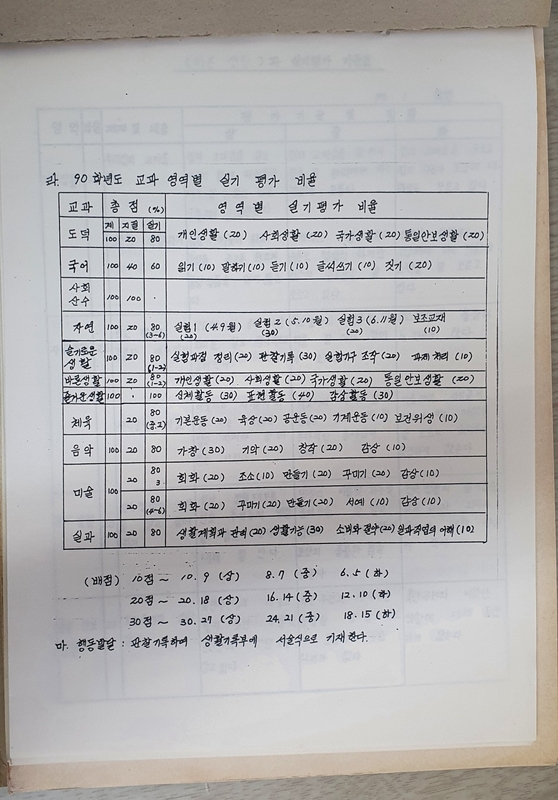 라. 90학년도 교과 영역별 실기 평가 비율
교과 총점 (%) 영역별 실기평가 비율
계 지필 실기
도덕 100 20 80 개인생활 (20) 사회생활 (20) 국가생활 (20) 통일안보생활 (20)
국어 100 40 60 읽기 (10) 말하기 (10) 듣기 (10) 글씨쓰기 (10) 짓기 (20)
사회
산수 100 100 ·
자연 100 20 80 (3-6) 실험1 (4.9월) (20) 실험2 (5.10월) (30) 실험3 (6.11월) (20) 보조교재 (10)
슬기로운
생활 100 20 80 (1-2) 실험과정 정리 (20) 관찰기록 (30) 실험기구 조작 (20) 과제처리 (10)
바른생활 100 20 80 (1-2) 개인생활 (20) 사회생활 (20) 국가생활 (20) 통일안보생활 (20)
즐거운생활 100 · 100 신체활동 (30) 표현활동 (40) 감상활동 (30)
체육 100 20 80 기본운동 (20) 육상 (20) 공운동 (20) 기계운동 (10) 보건위생 (10)
음악 100 20 80 가창 (30) 기악 (20) 창작 (20) 감상 (10)
미술 100 20 80 3 회화 (20) 조소 (10) 만들기 (20) 꾸미기 (20) 감상 (10)
20 80 (4-6) 회화 (20) 꾸미기 (20) 만들기 (20) 서예 (10) 감상 (10)
실과 100 20 80 생활계획과 관리 (20) 생활기능 (30) 소비와 절약 (20) 일과직업의 이해 (10)
(배점) 10점 ~ 10.9 (상) 8.7 (중) 6.5 (하)
20점 ~ 20.18 (상) 16.14 (중) 12.10 (하)
30점 ~ 30.27 (상) 24.21 (중) 18.15 (하)
마. 행동발달 : 관찰기록하며 생활기록부에 서술식으로 기재한다.